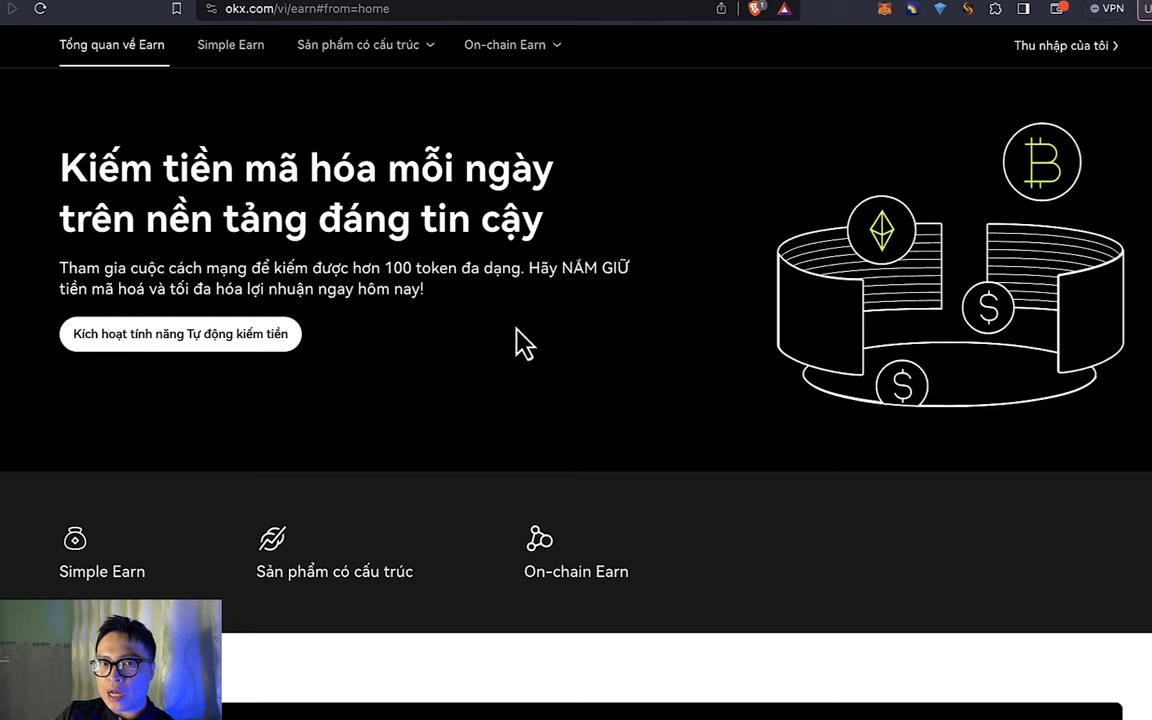 okx.com/vi/earn#from=home
1
VPN
Tổng quan về Earn
Simple Earn
Sản phẩm có cấu trúc
On-chain Earn
Thu nhập của tôi
Kiếm tiền mã hóa mỗi ngày
trên nền tảng đáng tin cậy
Tham gia cuộc cách mạng để kiếm được hơn 100 token đa dạng. Hãy NẮM GIỮ
tiền mã hoá và tối đa hóa lợi nhuận ngay hôm nay!
Kích hoạt tính năng Tự động kiếm tiền
Simple Earn
Sản phẩm có cấu trúc
On-chain Earn